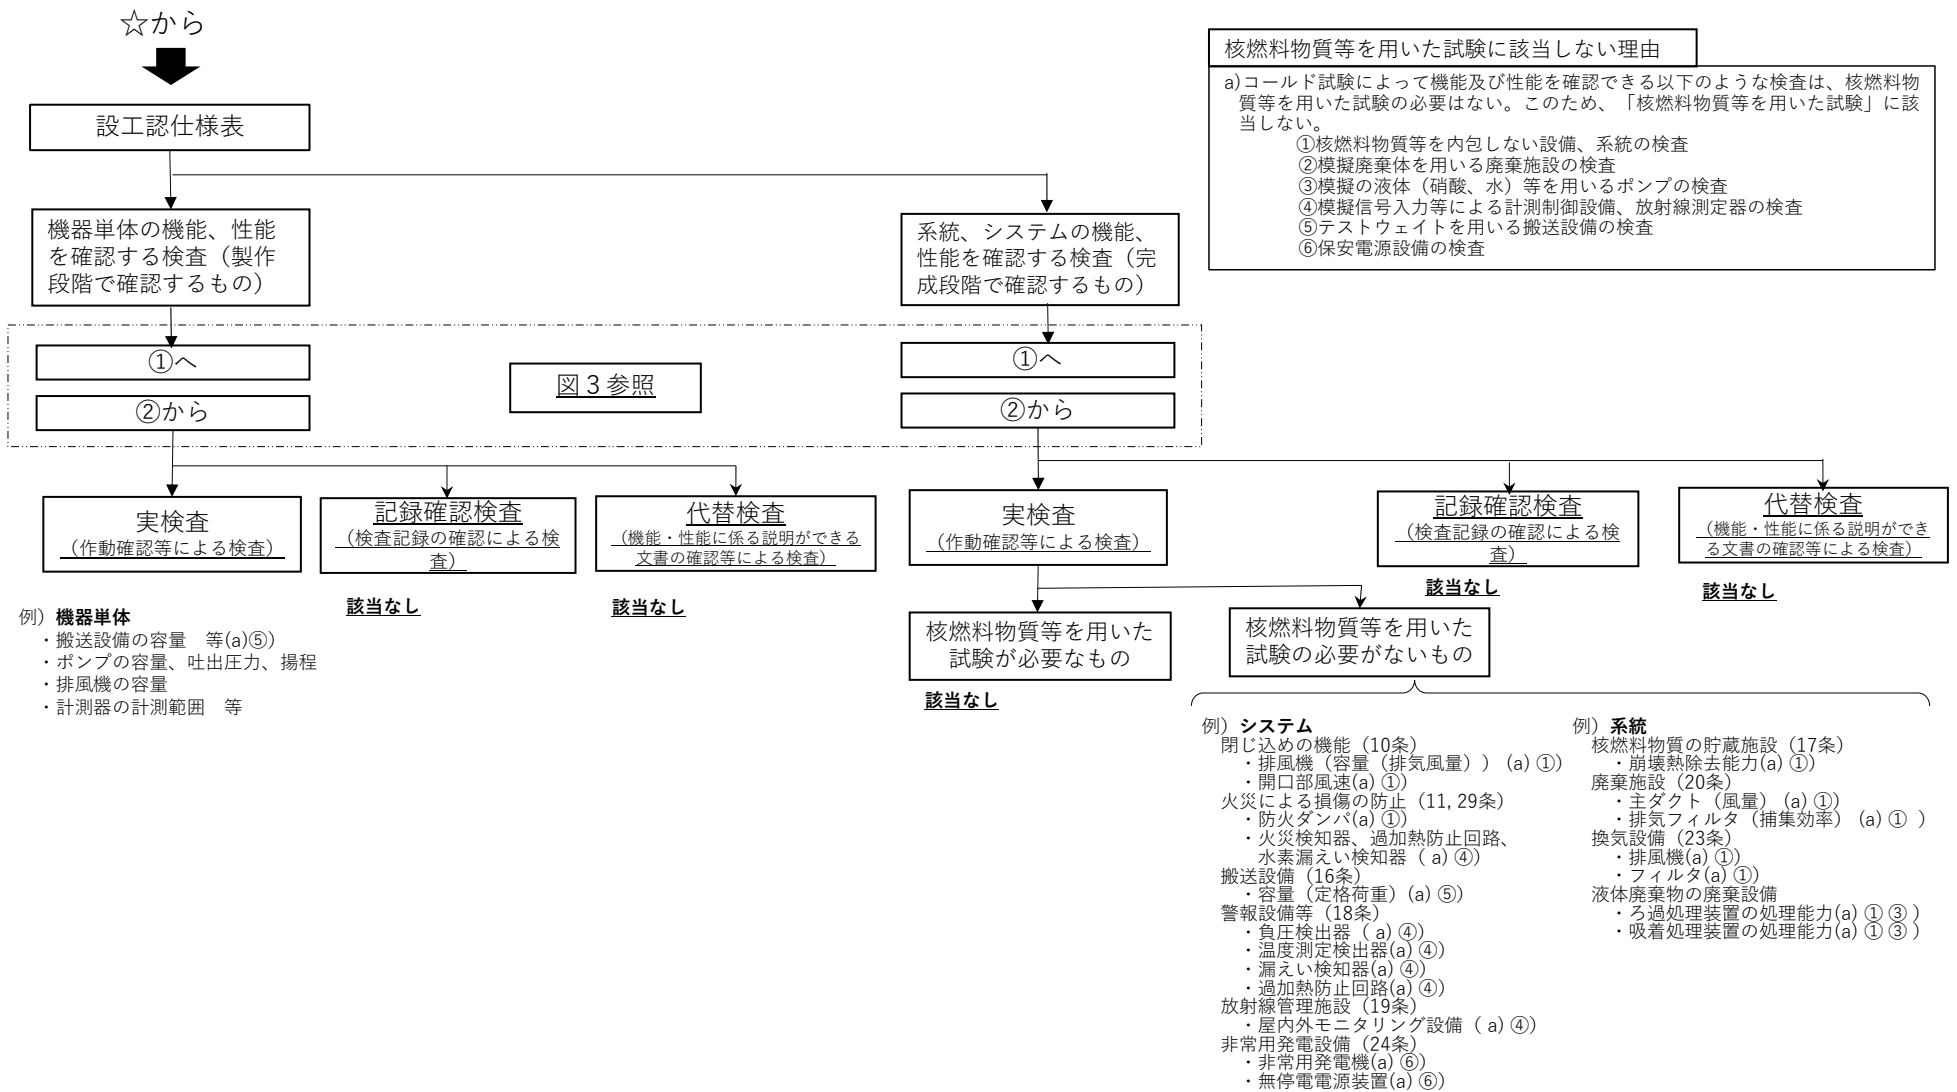 ☆から
設工認仕様表
機器単体の機能、性能
を確認する検査（製作
段階で確認するもの）
系統、システムの機能、
性能を確認する検査（完
成段階で確認するもの）
核燃料物質等を用いた試験に該当しない理由
a)コールド試験によって機能及び性能を確認できる以下のような検査は、核燃料物
質等を用いた試験の必要はない。このため、「核燃料物質等を用いた試験」に該
当しない。
①核燃料物質等を内包しない設備、系統の検査
②模擬廃棄体を用いる廃棄施設の検査
③模擬の液体（硝酸、水）等を用いるポンプの検査
④模擬信号入力等による計測制御設備、放射線測定器の検査
⑤テストウェイトを用いる搬送設備の検査
⑥保安電源設備の検査
①へ
②から
図３参照
①へ
②から
実検査
（作動確認等による検査）
記録確認検査
（検査記録の確認による検
査）
該当なし
代替検査
（機能・性能に係る説明ができる
文書の確認等による検査）
該当なし
例）機器単体
・搬送設備の容量　等(a)⑤）
・ポンプの容量、吐出圧力、揚程
・排風機の容量
・計測器の計測範囲　等
実検査
（作動確認等による検査）
記録確認検査
（検査記録の確認による検
査）
該当なし
代替検査
（機能・性能に係る説明ができ
る文書の確認等による検査）
該当なし
核燃料物質等を用いた
試験が必要なもの
該当なし
核燃料物質等を用いた
試験の必要がないもの
例）システム
閉じ込めの機能（10条）
・排風機（容量（排気風量））(a) ①）
・開口部風速(a) ①）
火災による損傷の防止（11, 29条）
・防火ダンパ(a) ①）
・火災検知器、過加熱防止回路、
水素漏えい検知器（ a) ④）
搬送設備（16条）
・容量（定格荷重）(a) ⑤）
警報設備等（18条）
・負圧検出器（ a) ④）
・温度測定検出器(a) ④）
・漏えい検知器(a) ④）
・過加熱防止回路(a) ④）
放射線管理施設（19条）
・屋内外モニタリング設備（ a) ④）
非常用発電設備（24条）
・非常用発電機(a) ⑥）
・無停電電源装置(a) ⑥）
例）系統
核燃料物質の貯蔵施設（17条）
・崩壊熱除去能力(a) ①）
廃棄施設（20条）
・主ダクト（風量）(a) ①）
・排気フィルタ（捕集効率）(a) ① ）
換気設備（23条）
・排風機(a) ①）
・フィルタ(a) ①）
液体廃棄物の廃棄設備
・ろ過処理装置の処理能力(a) ① ③ ）
・吸着処理装置の処理能力(a) ① ③ ）